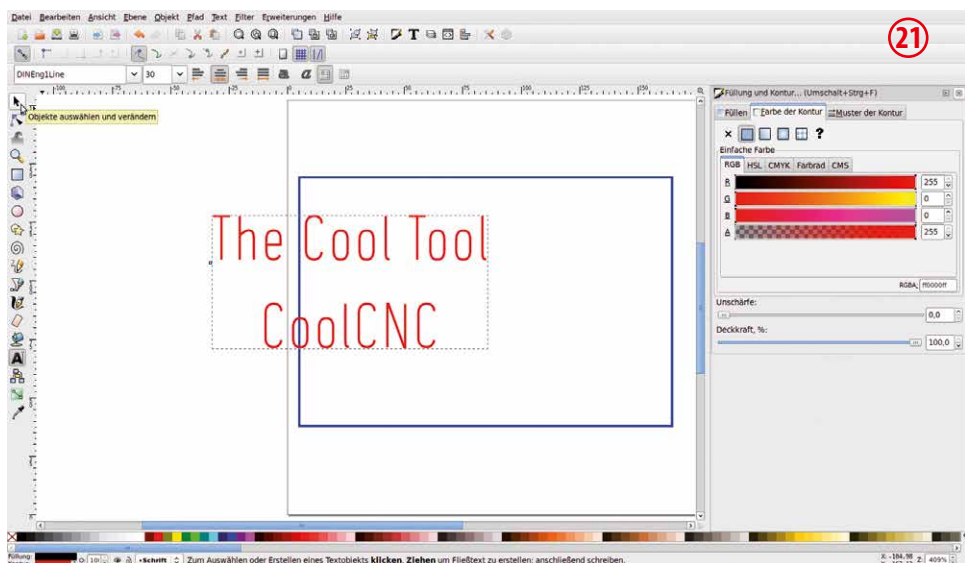 Datei Bearbeiten Ansicht Ebene Objekt Pfad Text Filter Erweiterungen Hilfe
21
DINEng1Line 30
Füllung und Kontur... (Umschalt+Strg+F)
Objekte auswählen und verändern
Füllen Farbe der Kontur Muster der Kontur
Einfache Farbe
RGB HSL CMYK Farbrad CMS
R 255
G 0
B 0
A 255
RGBA: ff0000ff
Unschärfe:
0,0
Deckkraft, %:
100,0
The Cool Tool
CoolCNC
Füllung:
Schrift Zum Auswählen oder Erstellen eines Textobjekts klicken, Ziehen um Fließtext zu erstellen; anschließend schreiben.
X: -104,98
Z: 409%